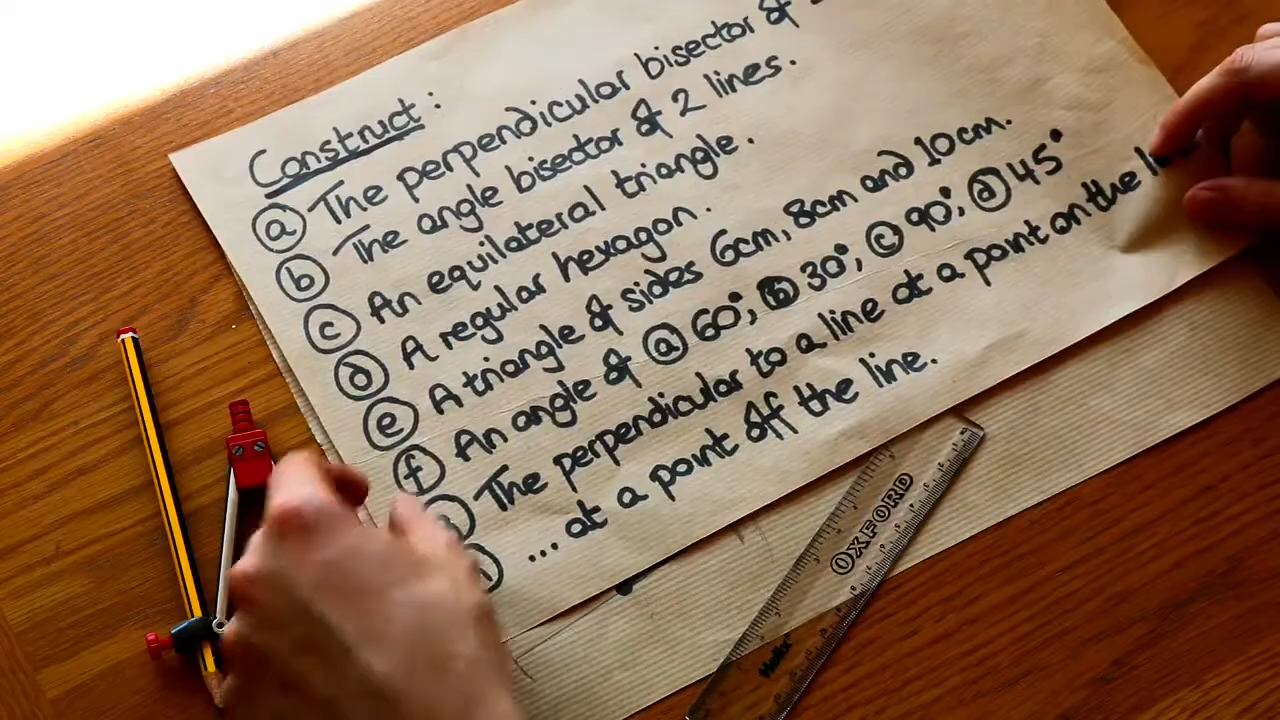 Construct:
(a) The perpendicular bisector of
(b) The angle bisector of 2 lines.
(c) An equilateral triangle.
(d) A regular hexagon.
(e) A triangle of sides 6cm, 8cm and 10cm.
(f) An angle of (a) 60°, (b) 30°, (c) 90°, (d) 45°
The perpendicular to a line at a point on the
... at a point off the line.
OXFORD
Helix